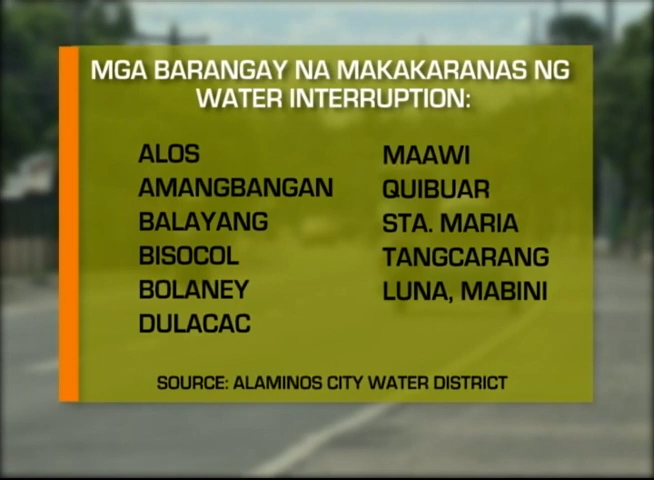 MGA BARANGAY NA MAKAKARANAS NG
WATER INTERRUPTION:
ALOS
AMANGBANGAN
BALAYANG
BISOCOL
BOLANEY
DULACAC
MAAWI
QUIBUAR
STA. MARIA
TANGCARANG
LUNA, MABINI
SOURCE: ALAMINOS CITY WATER DISTRICT